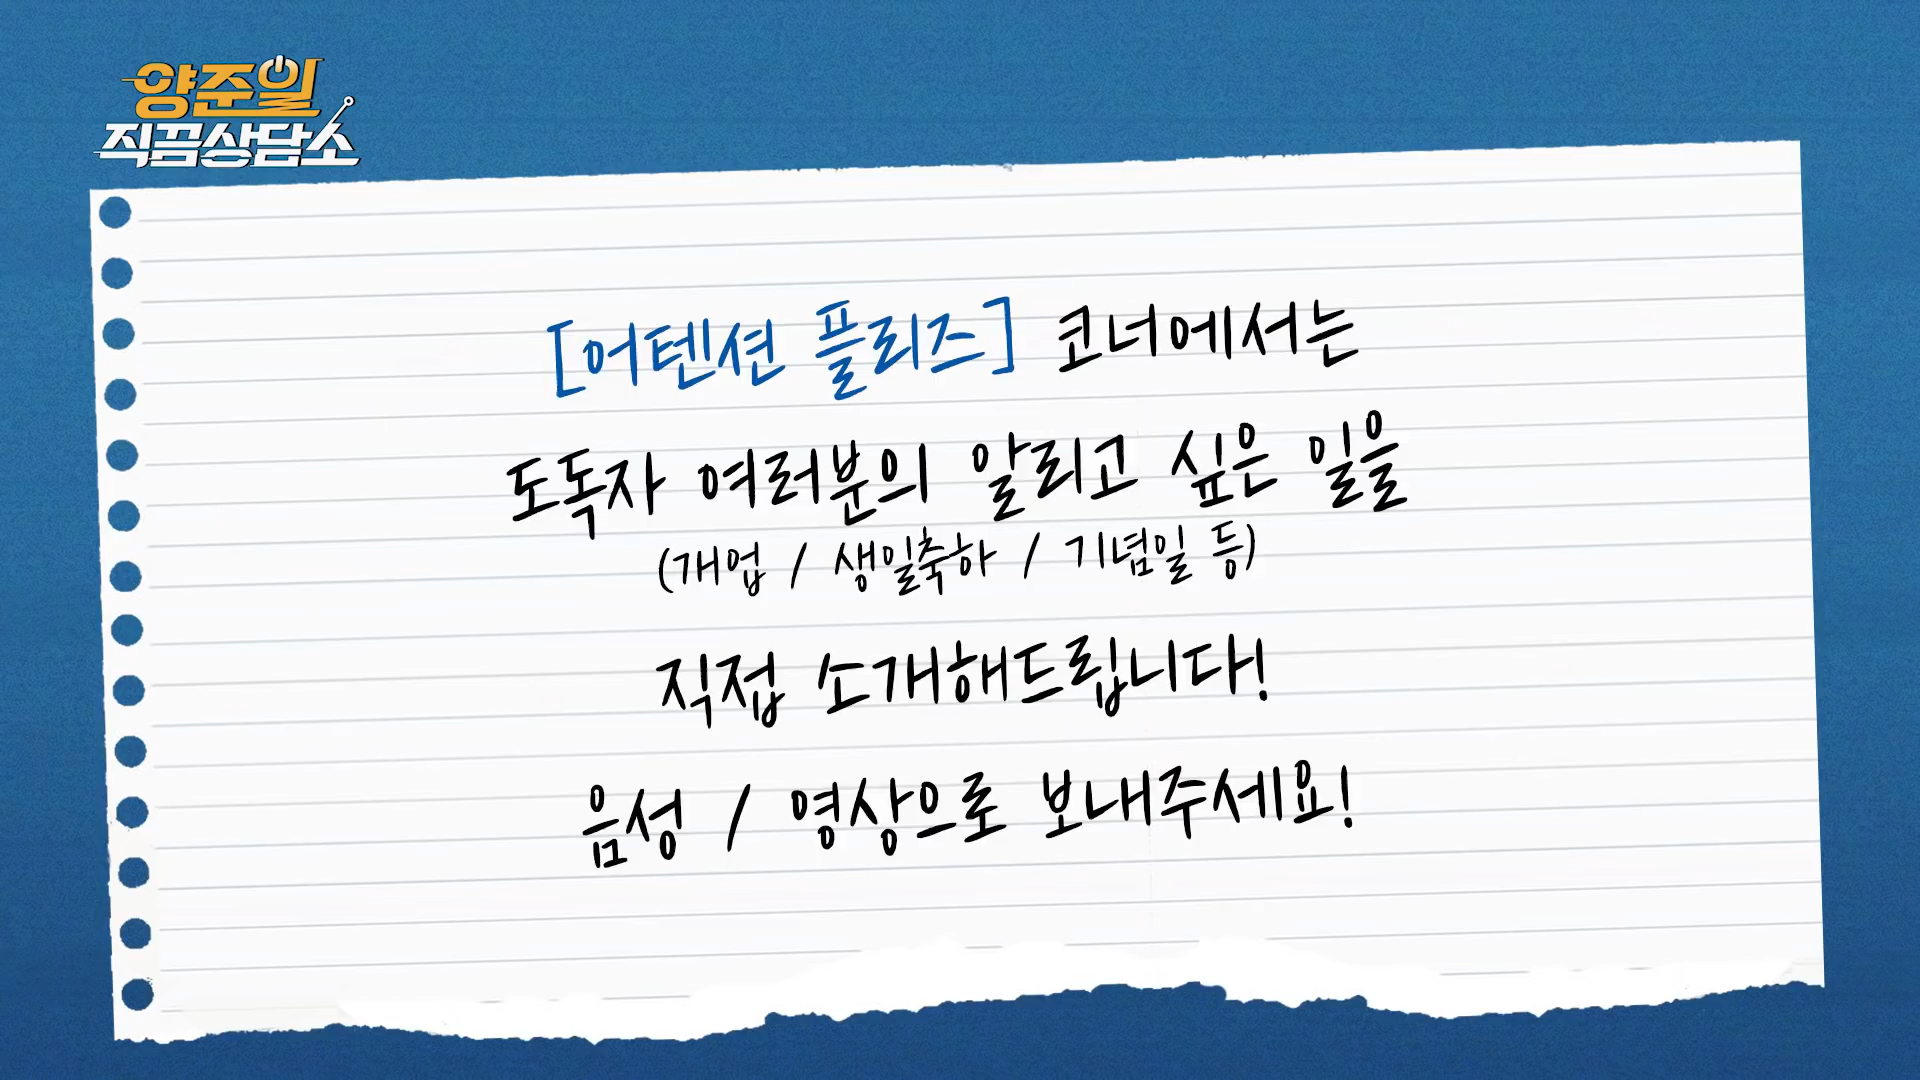 양준일
직끔상담소
[어텐션 플리즈] 코너에서는
도독자 여러분의 알리고 싶은 일을
(개업 / 생일축하 / 기념일 등)
직접 소개해드립니다!
음성 / 영상으로 보내주세요!